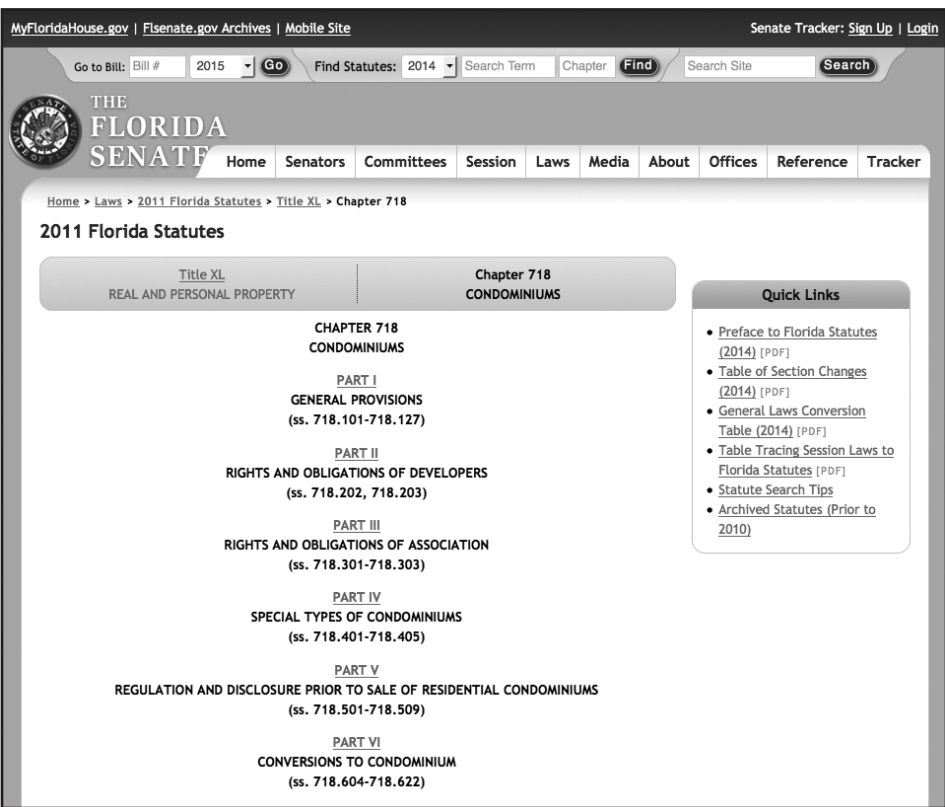 MyFloridaHouse.gov | Flsenate.gov Archives | Mobile Site
Senate Tracker: Sign Up | Login
Go to Bill: Bill # 2015 Go Find Statutes: 2014 Search Term Chapter Find Search Site Search
THE
FLORIDA
SENATE
Home Senators Committees Session Laws Media About Offices Reference Tracker
Home > Laws > 2011 Florida Statutes > Title XL > Chapter 718
2011 Florida Statutes
Title XL
REAL AND PERSONAL PROPERTY
Chapter 718
CONDOMINIUMS
CHAPTER 718
CONDOMINIUMS
PART I
GENERAL PROVISIONS
(ss. 718.101-718.127)
PART II
RIGHTS AND OBLIGATIONS OF DEVELOPERS
(ss. 718.202, 718.203)
PART III
RIGHTS AND OBLIGATIONS OF ASSOCIATION
(ss. 718.301-718.303)
PART IV
SPECIAL TYPES OF CONDOMINIUMS
(ss. 718.401-718.405)
PART V
REGULATION AND DISCLOSURE PRIOR TO SALE OF RESIDENTIAL CONDOMINIUMS
(ss. 718.501-718.509)
PART VI
CONVERSIONS TO CONDOMINIUM
(ss. 718.604-718.622)
Quick Links
• Preface to Florida Statutes
(2014) [PDF]
• Table of Section Changes
(2014) [PDF]
• General Laws Conversion
Table (2014) [PDF]
• Table Tracing Session Laws to
Florida Statutes [PDF]
• Statute Search Tips
• Archived Statutes (Prior to
2010)